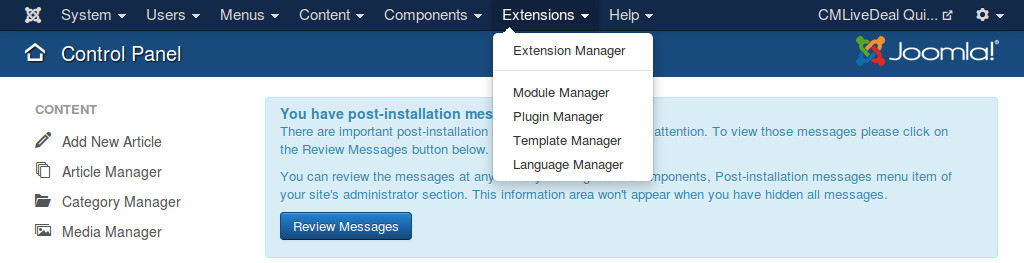 System Users Menus Content Components Extensions Help CMLiveDeal Qui...
Control Panel
Joomla!
Extension Manager
Module Manager
Plugin Manager
Template Manager
Language Manager
CONTENT
Add New Article
Article Manager
Category Manager
Media Manager
You have post-installation mes
There are important post-installation attention. To view those messages please click on
the Review Messages button below.
You can review the messages at any mponents, Post-installation messages menu item of
your site's administrator section. This information area won't appear when you have hidden all messages.
Review Messages